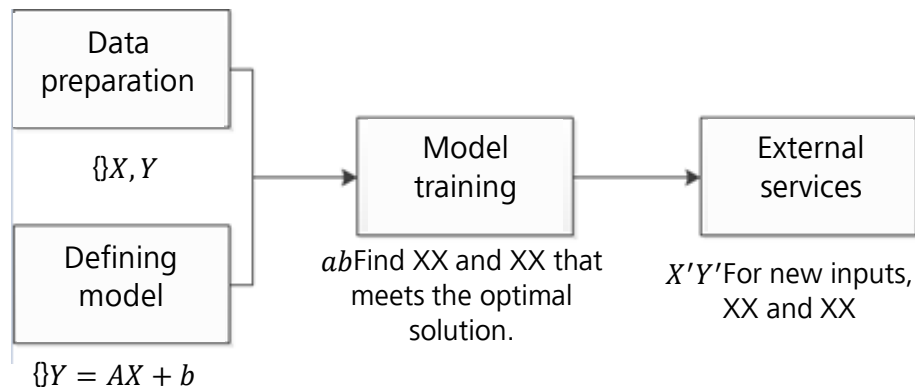 Data
preparation
{}X, Y
Defining
model
{}Y = AX + b
Model
training
abFind XX and XX that
meets the optimal
solution.
External
services
X'Y'For new inputs,
XX and XX